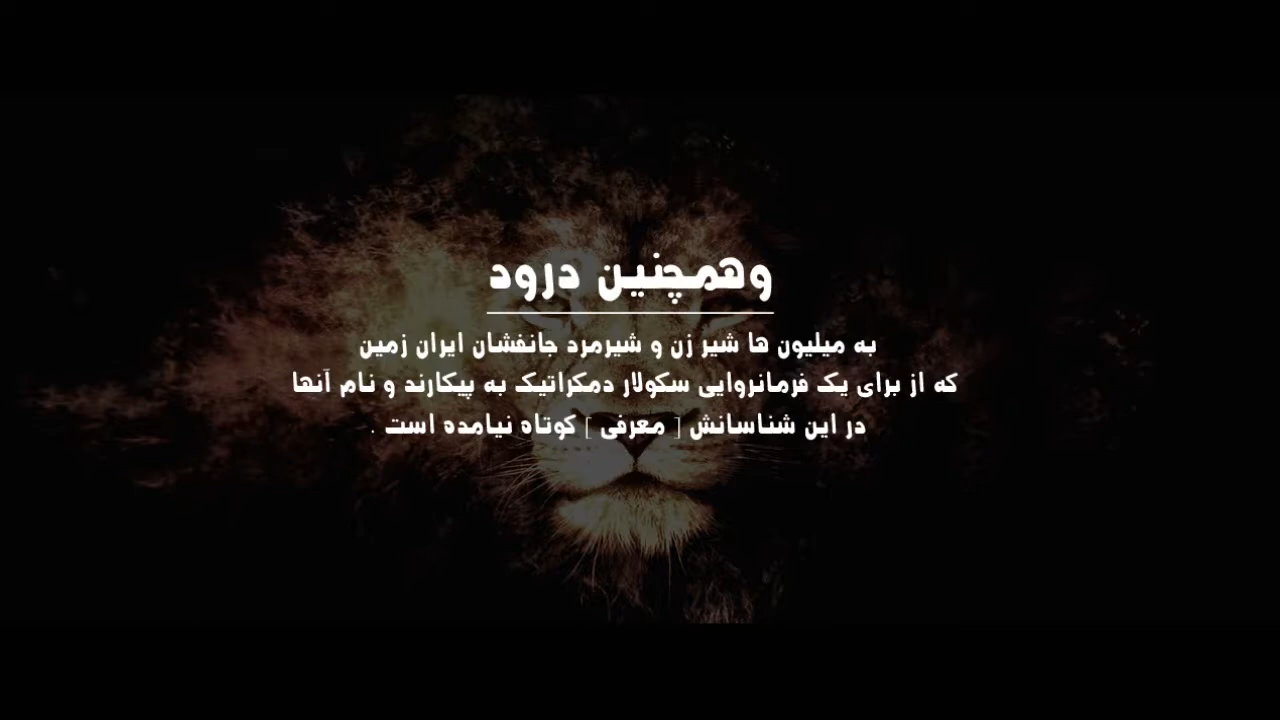 وهمچنین درود
به میلیون ها شیر زن و شیرمرد جانفشان ایران زمین
که از برای یک فرمانروایی سکولار دمکراتیک به پیکارند و نام آنها
در این شناسانش [ معرفی ] کوتاه نیامده است .